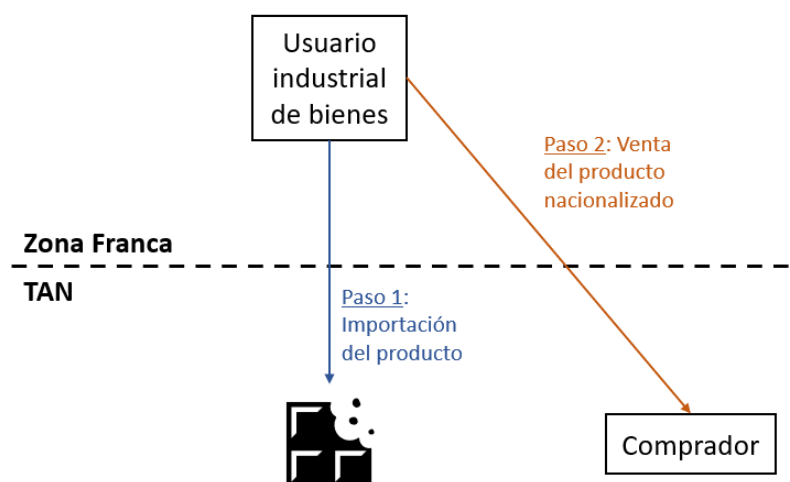 Usuario
industrial
de bienes
Paso 2: Venta
del producto
nacionalizado
Zona Franca
TAN
Paso 1:
Importación
del producto
Comprador